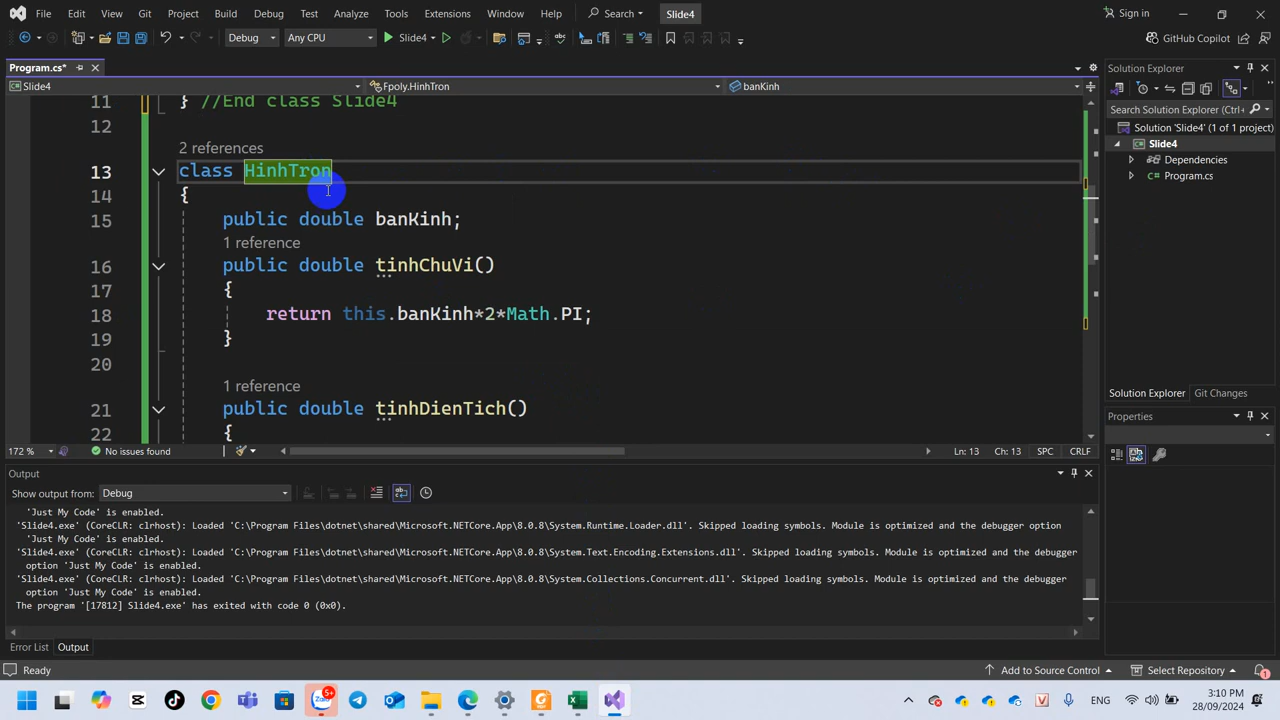 File Edit View Git Project Build Debug Test Analyze Tools Extensions Window Help Search Slide4 Sign in
Debug Any CPU Slide4 GitHub Copilot
Program.cs*
Slide4 Fpoly.HinhTron banKinh
11 } //End class Slide4
12
2 references
13 class HinhTron
14 {
15 public double banKinh;
1 reference
16 public double tinhChuVi()
17 {
18 return this.banKinh*2*Math.PI;
19 }
20
1 reference
21 public double tinhDienTich()
22 {
172 % No issues found Ln: 13 Ch: 13 SPC CRLF
Output
Show output from: Debug
'Just My Code' is enabled.
'Slide4.exe' (CoreCLR: clrhost): Loaded 'C:\Program Files\dotnet\shared\Microsoft.NETCore.App\8.0.8\System.Runtime.Loader.dll'. Skipped loading symbols. Module is optimized and the debugger option
'Just My Code' is enabled.
'Slide4.exe' (CoreCLR: clrhost): Loaded 'C:\Program Files\dotnet\shared\Microsoft.NETCore.App\8.0.8\System.Text.Encoding.Extensions.dll'. Skipped loading symbols. Module is optimized and the debugger
option 'Just My Code' is enabled.
'Slide4.exe' (CoreCLR: clrhost): Loaded 'C:\Program Files\dotnet\shared\Microsoft.NETCore.App\8.0.8\System.Collections.Concurrent.dll'. Skipped loading symbols. Module is optimized and the debugger
option 'Just My Code' is enabled.
The program '[17812] Slide4.exe' has exited with code 0 (0x0).
Error List Output
Solution Explorer
Search Solution Explorer (Ctrl+
Solution 'Slide4' (1 of 1 project)
Slide4
Dependencies
Program.cs
Solution Explorer Git Changes
Properties
Ready Add to Source Control Select Repository 1
Zalo 5+ ENG 3:10 PM
28/09/2024